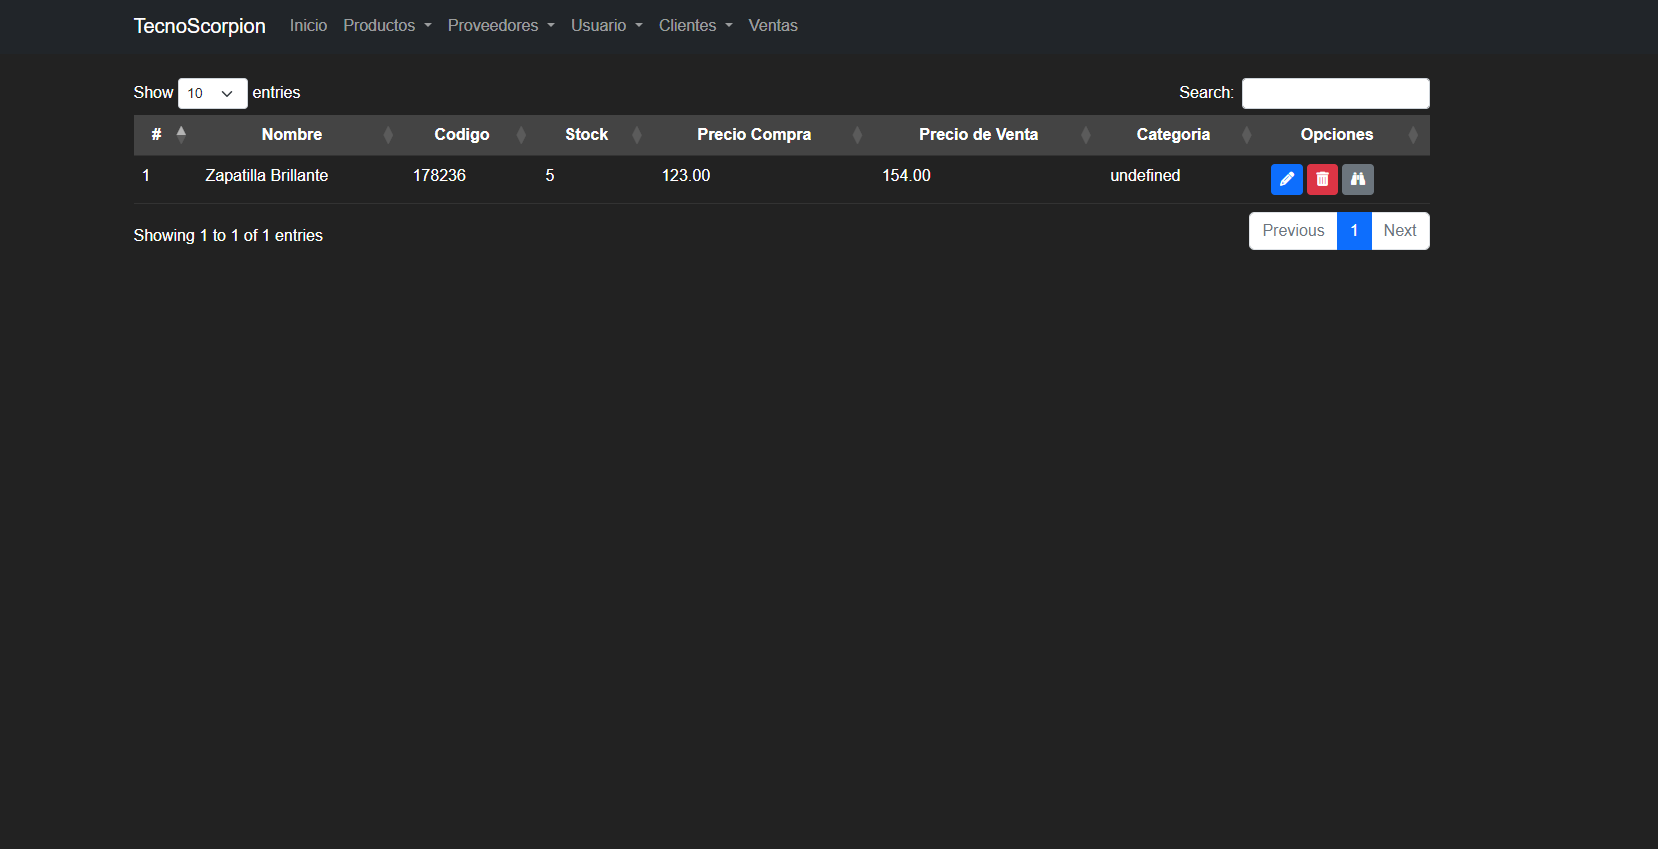 TecnoScorpion Inicio Productos Proveedores Usuario Clientes Ventas
Show 10 entries Search:
# Nombre Codigo Stock Precio Compra Precio de Venta Categoria Opciones
1 Zapatilla Brillante 178236 5 123.00 154.00 undefined
Showing 1 to 1 of 1 entries Previous 1 Next